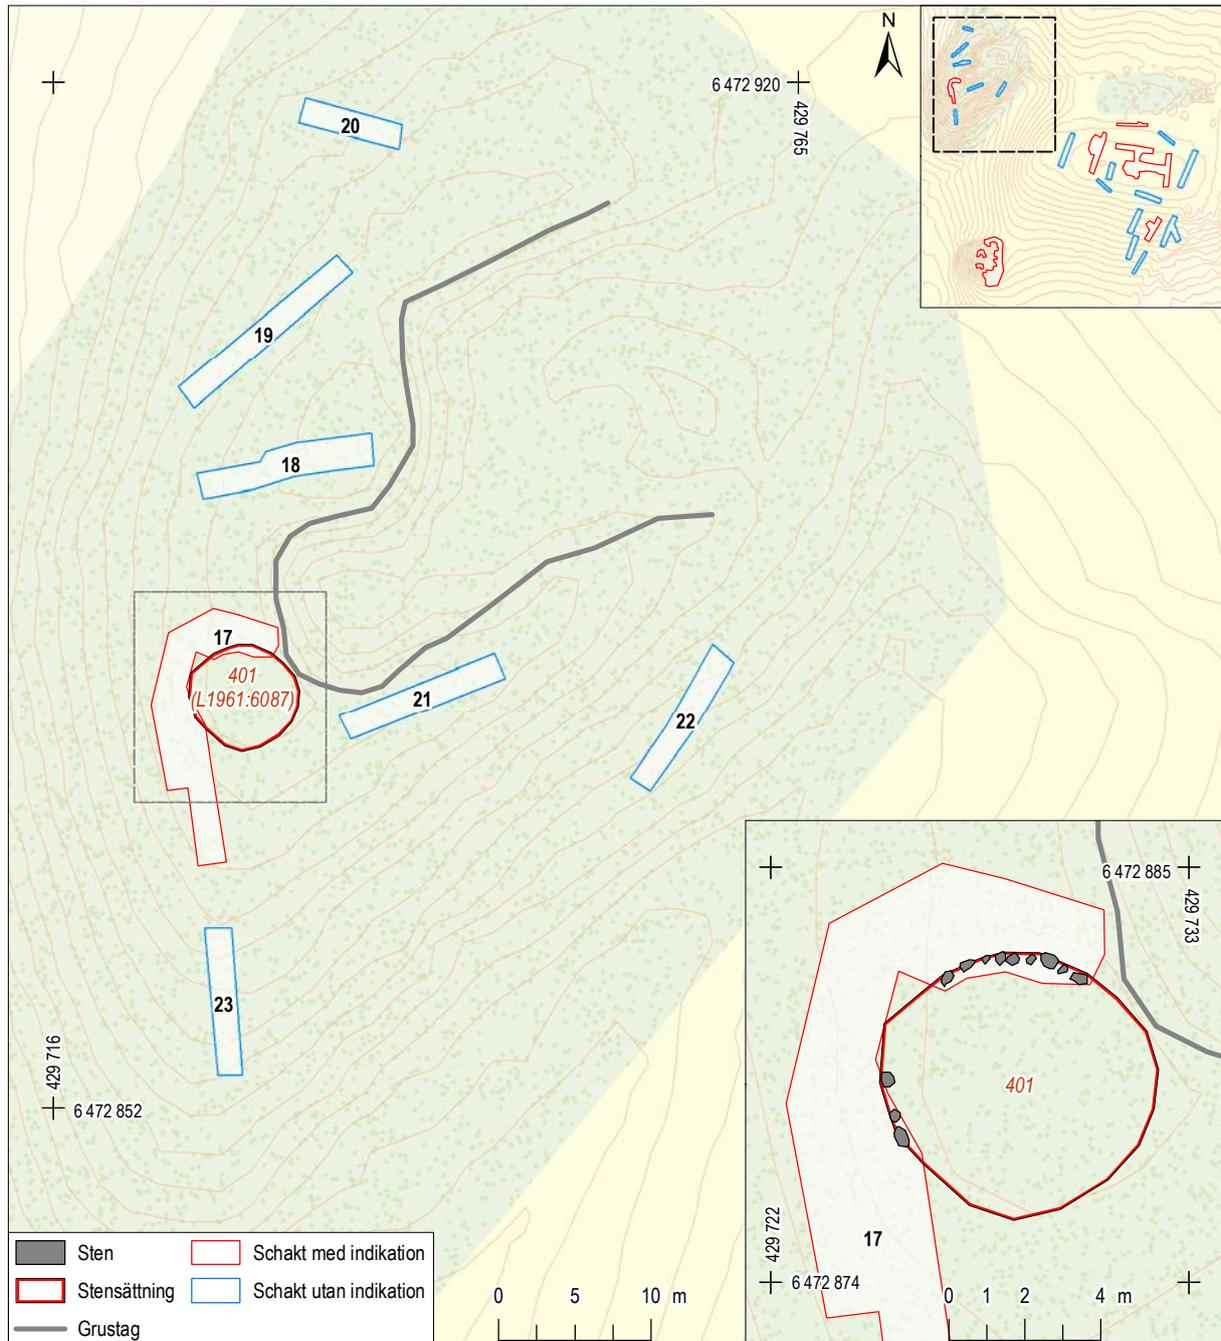 N
6 472 920
429 765
20
19
18
17
401
(L1961:6087)
21
22
23
429 716
6 472 852
6 472 885
429 733
401
17
429 722
6 472 874
0 1 2 4 m
Sten
Schakt med indikation
Stensättning
Schakt utan indikation
Grustag
0 5 10 m